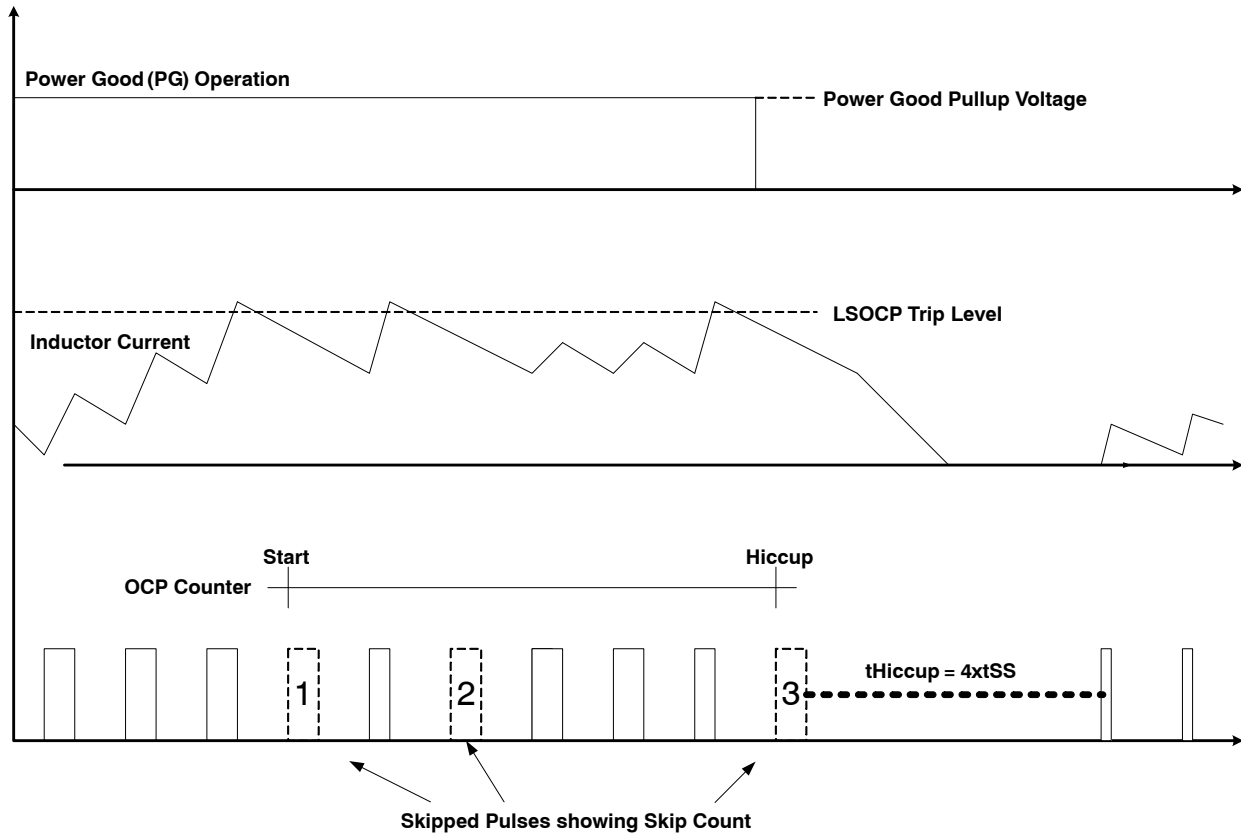 Power Good (PG) Operation
Power Good Pullup Voltage
LSOCP Trip Level
Inductor Current
Start
Hiccup
OCP Counter
tHiccup = 4xtSS
1
2
3
Skipped Pulses showing Skip Count